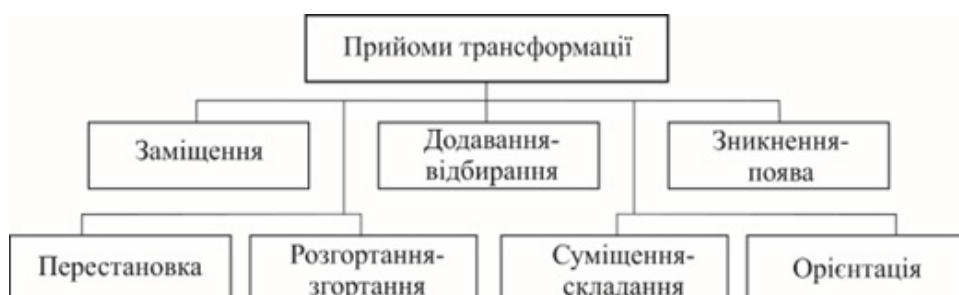 Прийоми трансформації
Заміщення
Додавання-
відбирання
Зникнення-
поява
Перестановка
Розгортання-
згортання
Суміщення-
складання
Орієнтація